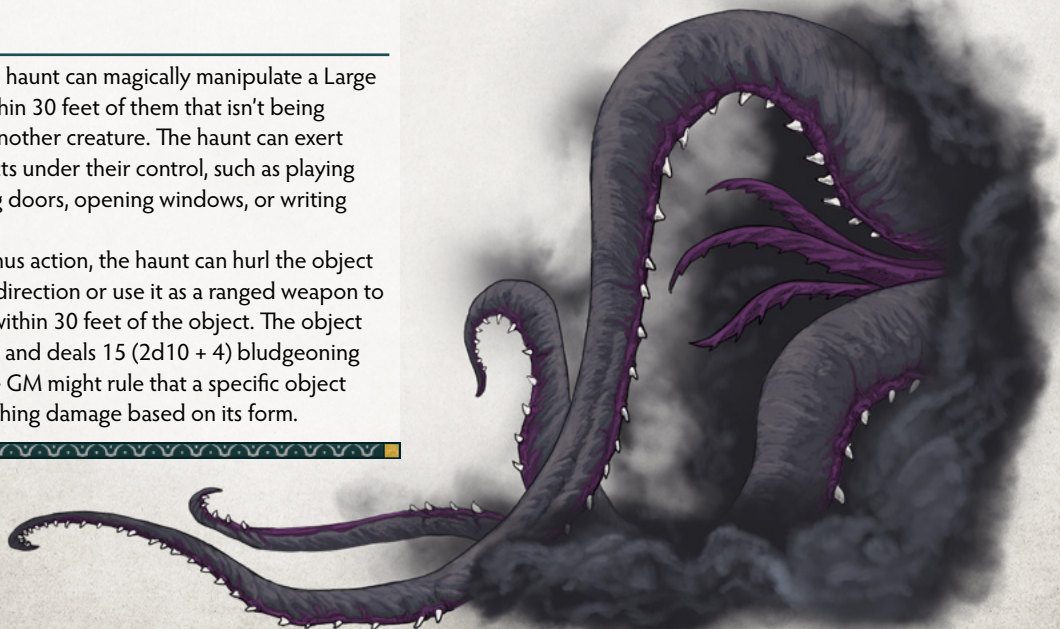 haunt can magically manipulate a Large
hin 30 feet of them that isn't being
nother creature. The haunt can exert
cts under their control, such as playing
g doors, opening windows, or writing
nus action, the haunt can hurl the object
direction or use it as a ranged weapon to
within 30 feet of the object. The object
and deals 15 (2d10 + 4) bludgeoning
GM might rule that a specific object
hing damage based on its form.